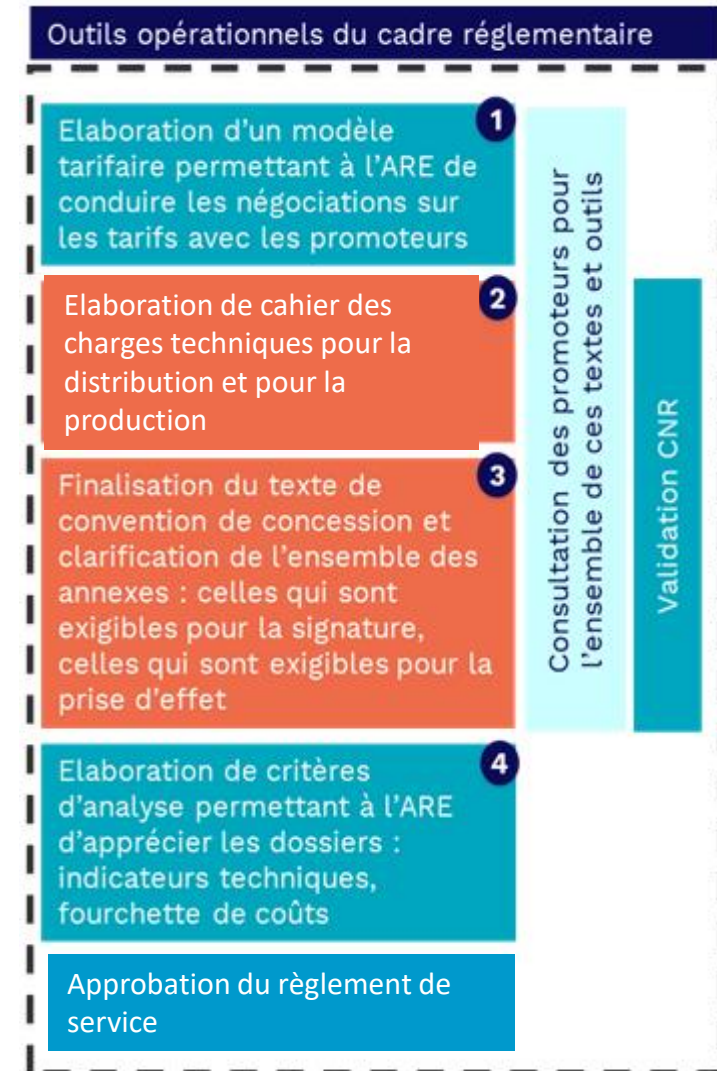 Outils opérationnels du cadre réglementaire
1
Elaboration d'un modèle
tarifaire permettant à l'ARE de
conduire les négociations sur
les tarifs avec les promoteurs
2
Elaboration de cahier des
charges techniques pour la
distribution et pour la
production
3
Finalisation du texte de
convention de concession et
clarification de l'ensemble des
annexes : celles qui sont
exigibles pour la signature,
celles qui sont exigibles pour la
prise d'effet
4
Elaboration de critères
d'analyse permettant à l'ARE
d'apprécier les dossiers :
indicateurs techniques,
fourchette de coûts
Approbation du règlement de
service
Consultation des promoteurs pour
l'ensemble de ces textes et outils
Validation CNR